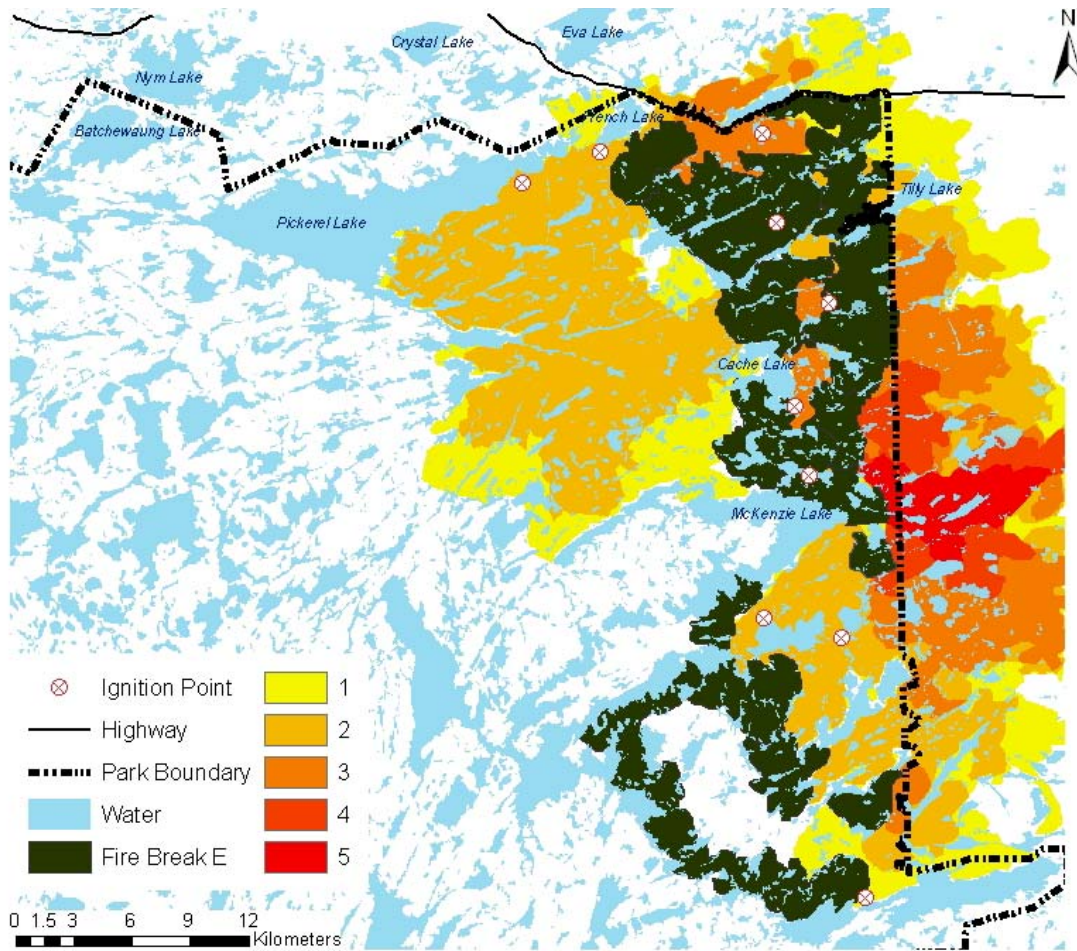 N
Eva Lake
Crystal Lake
Nym Lake
Batchewaung Lake
French Lake
Tilly Lake
Pickerel Lake
Cache Lake
McKenzie Lake
Ignition Point
Highway
Park Boundary
Water
Fire Break E
1
2
3
4
5
0 1.5 3 6 9 12
Kilometers